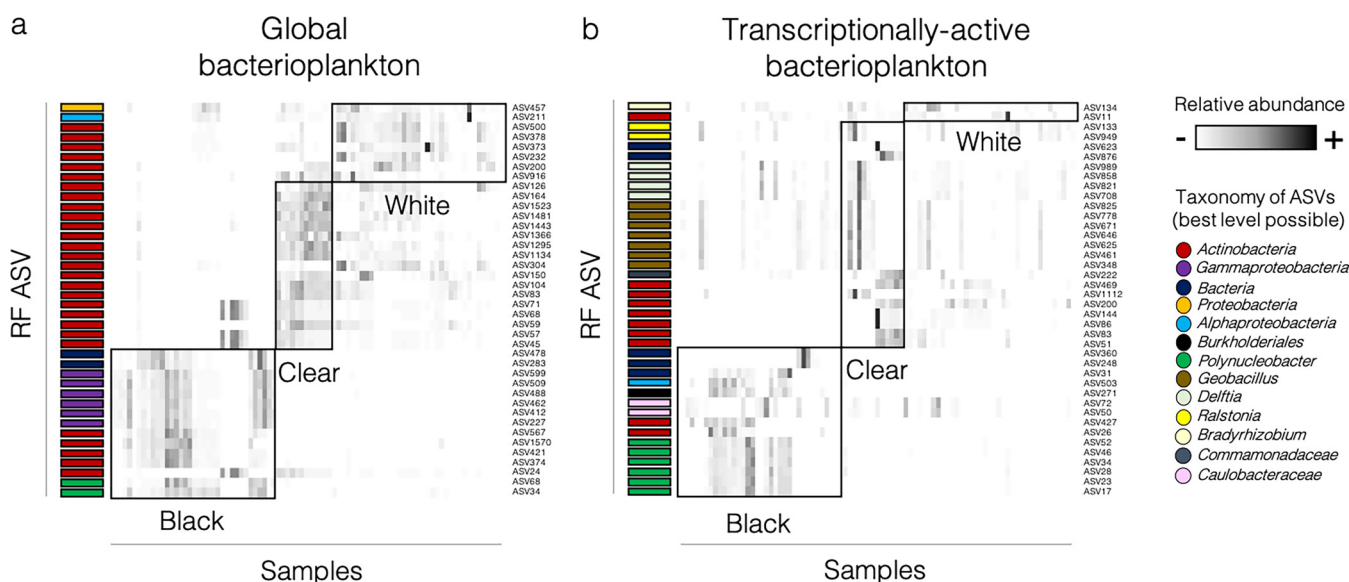 a
Global
bacterioplankton
RF ASV
ASV457
ASV211
ASV500
ASV378
ASV373
ASV232
ASV200
ASV916
ASV126
ASV164
ASV1523
ASV1481
ASV1443
ASV1366
ASV1295
ASV1134
ASV304
ASV150
ASV104
ASV83
ASV71
ASV68
ASV59
ASV57
ASV45
ASV478
ASV283
ASV599
ASV509
ASV488
ASV462
ASV412
ASV227
ASV567
ASV1570
ASV421
ASV374
ASV24
ASV68
ASV34
White
Clear
Black
Samples
b
Transcriptionally-active
bacterioplankton
RF ASV
ASV134
ASV11
ASV133
ASV949
ASV623
ASV876
ASV989
ASV858
ASV821
ASV708
ASV825
ASV778
ASV671
ASV646
ASV625
ASV461
ASV348
ASV222
ASV469
ASV1112
ASV200
ASV144
ASV86
ASV83
ASV51
ASV360
ASV248
ASV31
ASV503
ASV271
ASV72
ASV50
ASV427
ASV26
ASV52
ASV46
ASV34
ASV28
ASV23
ASV17
White
Clear
Black
Samples
Relative abundance
- +
Taxonomy of ASVs
(best level possible)
Actinobacteria
Gammaproteobacteria
Bacteria
Proteobacteria
Alphaproteobacteria
Burkholderiales
Polynucleobacter
Geobacillus
Delftia
Ralstonia
Bradyrhizobium
Commamonadaceae
Caulobacteraceae